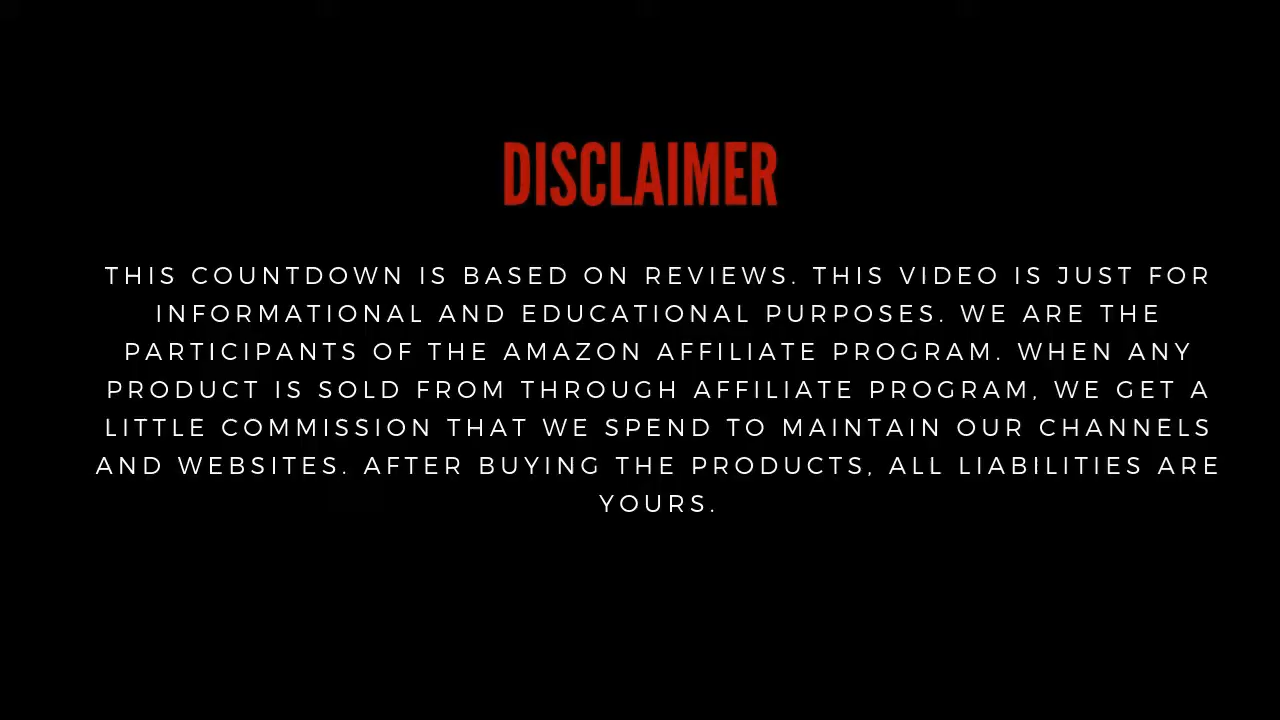 DISCLAIMER
THIS COUNTDOWN IS BASED ON REVIEWS. THIS VIDEO IS JUST FOR
INFORMATIONAL AND EDUCATIONAL PURPOSES. WE ARE THE
PARTICIPANTS OF THE AMAZON AFFILIATE PROGRAM. WHEN ANY
PRODUCT IS SOLD FROM THROUGH AFFILIATE PROGRAM, WE GET A
LITTLE COMMISSION THAT WE SPEND TO MAINTAIN OUR CHANNELS
AND WEBSITES. AFTER BUYING THE PRODUCTS, ALL LIABILITIES ARE
YOURS.